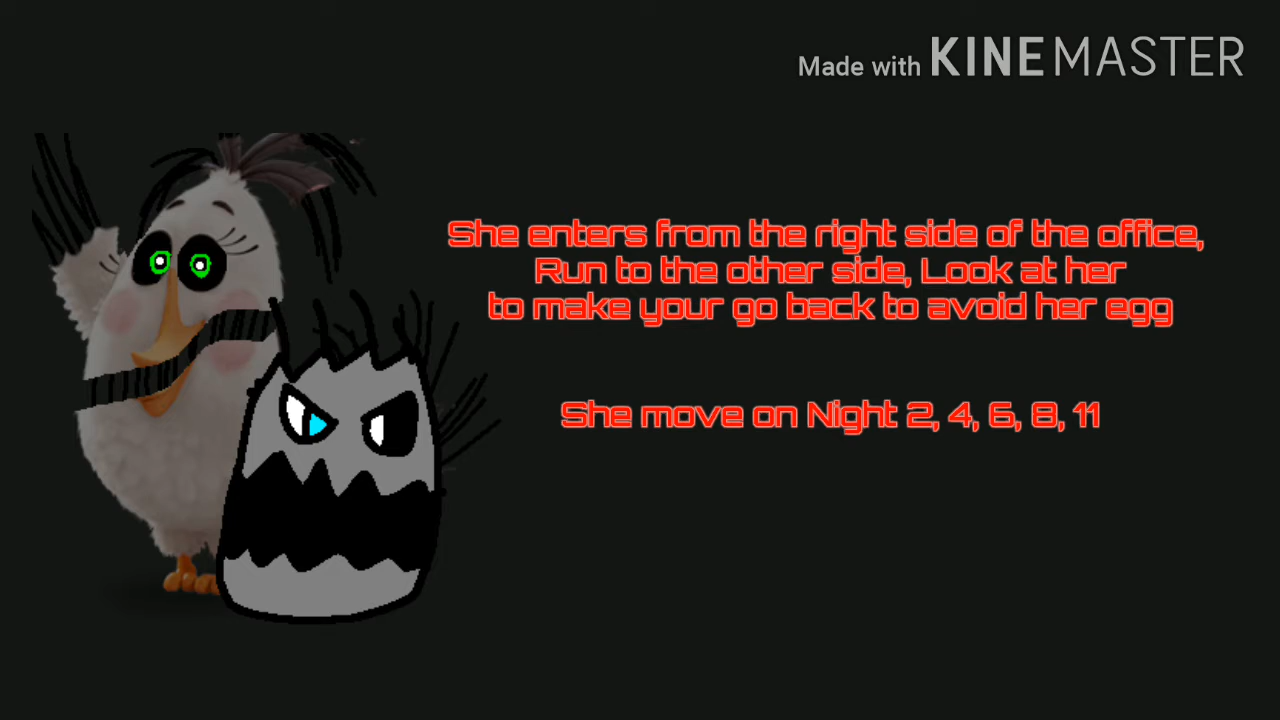 Made with KINEMASTER
She enters from the right side of the office,
Run to the other side, Look at her
to make your go back to avoid her egg
She move on Night 2, 4, 6, 8, 11